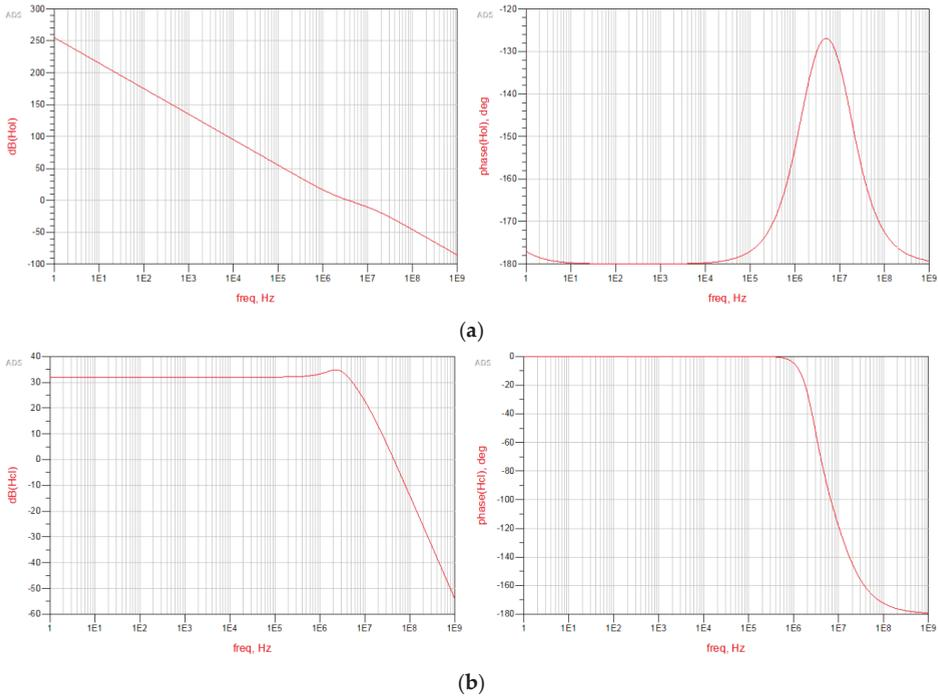 ADS
dB(Hol)
300
250
200
150
100
50
0
-50
-100
1 1E1 1E2 1E3 1E4 1E5 1E6 1E7 1E8 1E9
freq, Hz
ADS
phase(Hol), deg
-120
-130
-140
-150
-160
-170
-180
1 1E1 1E2 1E3 1E4 1E5 1E6 1E7 1E8 1E9
freq, Hz
(a)
ADS
dB(Hcl)
40
30
20
10
0
-10
-20
-30
-40
-50
-60
1 1E1 1E2 1E3 1E4 1E5 1E6 1E7 1E8 1E9
freq, Hz
ADS
phase(Hcl), deg
0
-20
-40
-60
-80
-100
-120
-140
-160
-180
1 1E1 1E2 1E3 1E4 1E5 1E6 1E7 1E8 1E9
freq, Hz
(b)